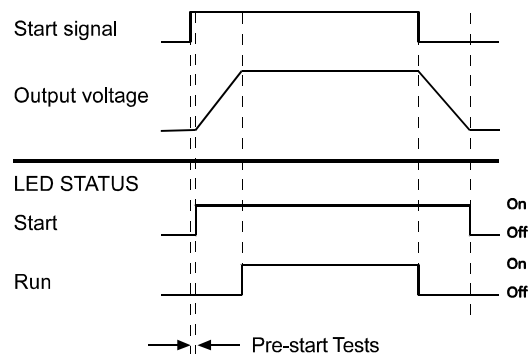 Start signal
Output voltage
LED STATUS
Start
On
Off
Run
On
Off
Pre-start Tests